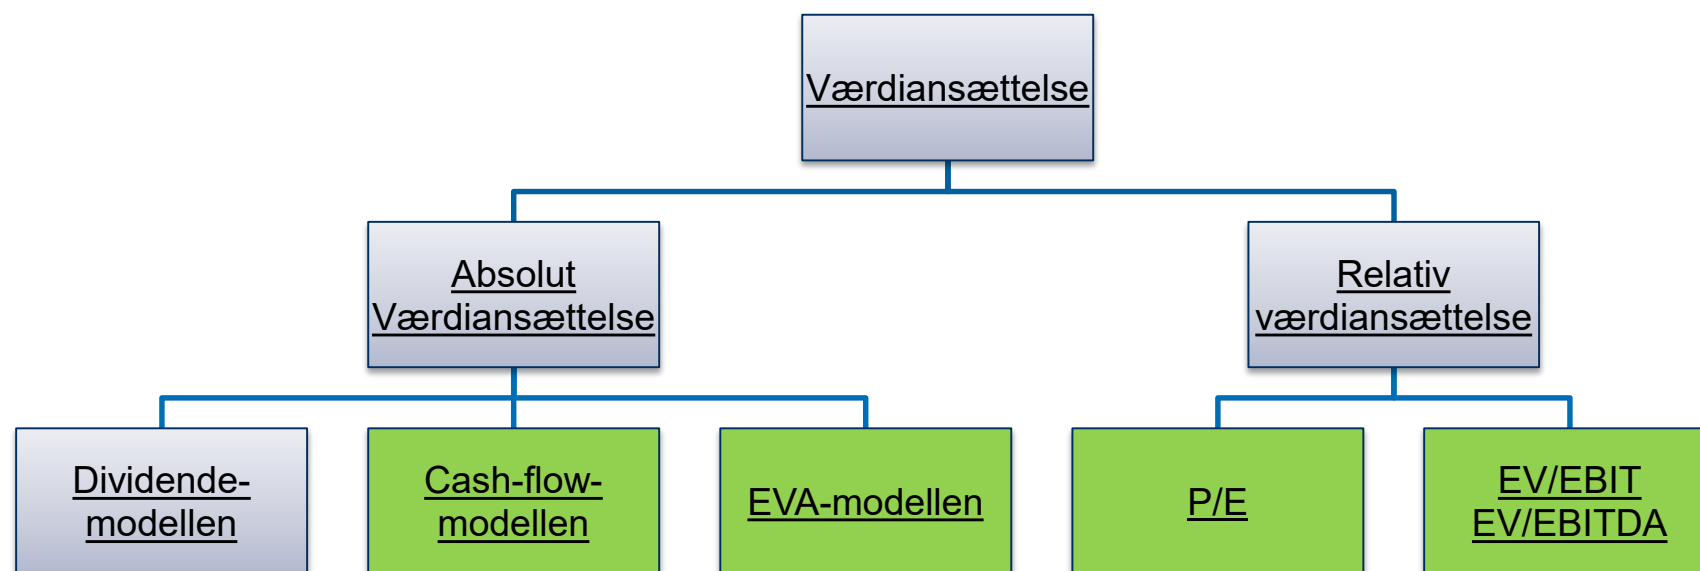 Værdiansættelse
Absolut
Værdiansættelse
Relativ
værdiansættelse
Dividende-
modellen
Cash-flow-
modellen
EVA-modellen
P/E
EV/EBIT
EV/EBITDA